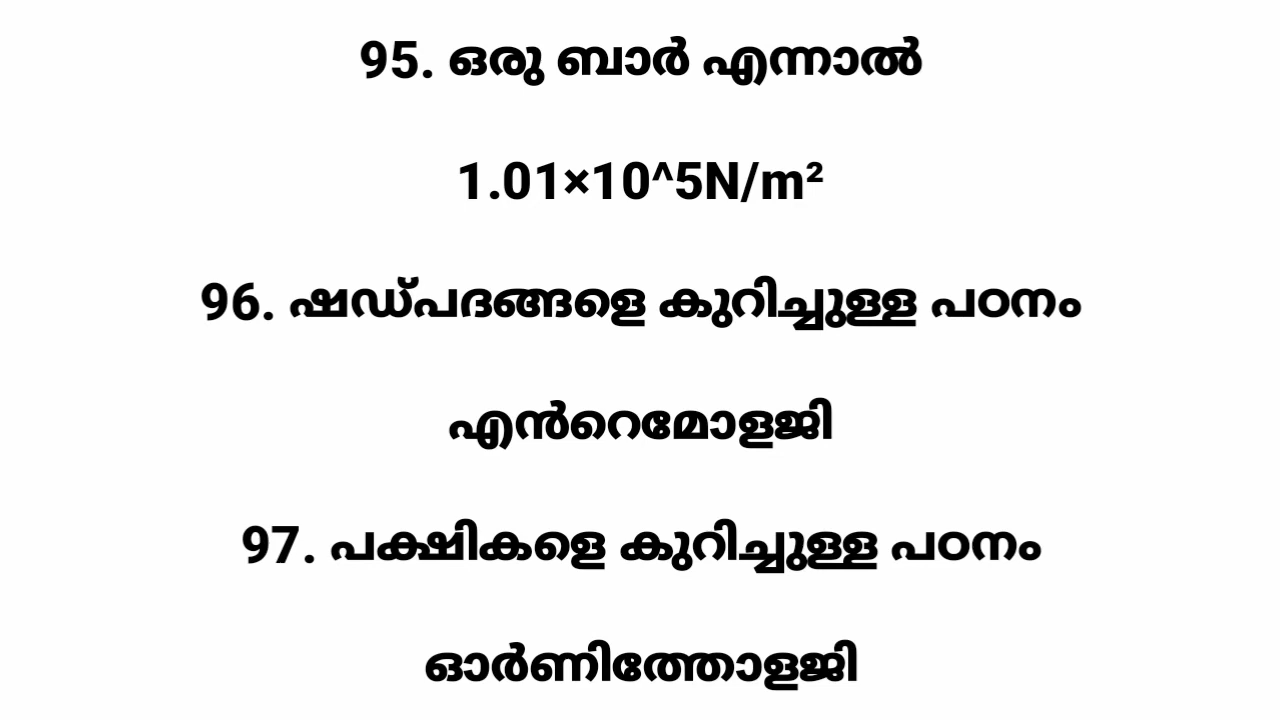 95. ഒരു ബാർ എന്നാൽ
1.01×10^5N/m²
96. ഷഡ്പദങ്ങളെ കുറിച്ചുള്ള പഠനം
എൻറെമോളജി
97. പക്ഷികളെ കുറിച്ചുള്ള പഠനം
ഓർണിത്തോളജി